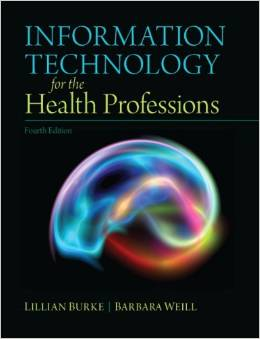 INFORMATION
TECHNOLOGY
for the
Health Professions
Fourth Edition
LILLIAN BURKE | BARBARA WEILL